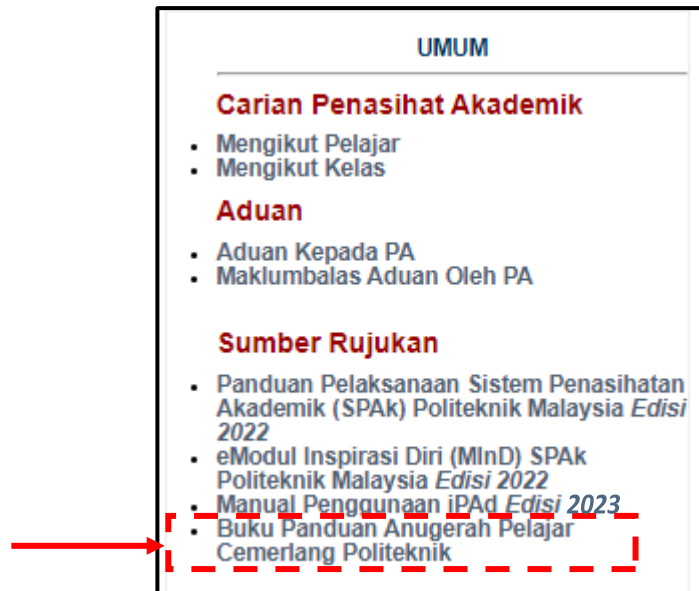 UMUM
Carian Penasihat Akademik
• Mengikut Pelajar
• Mengikut Kelas
Aduan
• Aduan Kepada PA
• Maklumbalas Aduan Oleh PA
Sumber Rujukan
• Panduan Pelaksanaan Sistem Penasihatan
Akademik (SPAk) Politeknik Malaysia Edisi
2022
• eModul Inspirasi Diri (MInD) SPAk
Politeknik Malaysia Edisi 2022
• Manual Penggunaan iPAd Edisi 2023
• Buku Panduan Anugerah Pelajar
Cemerlang Politeknik